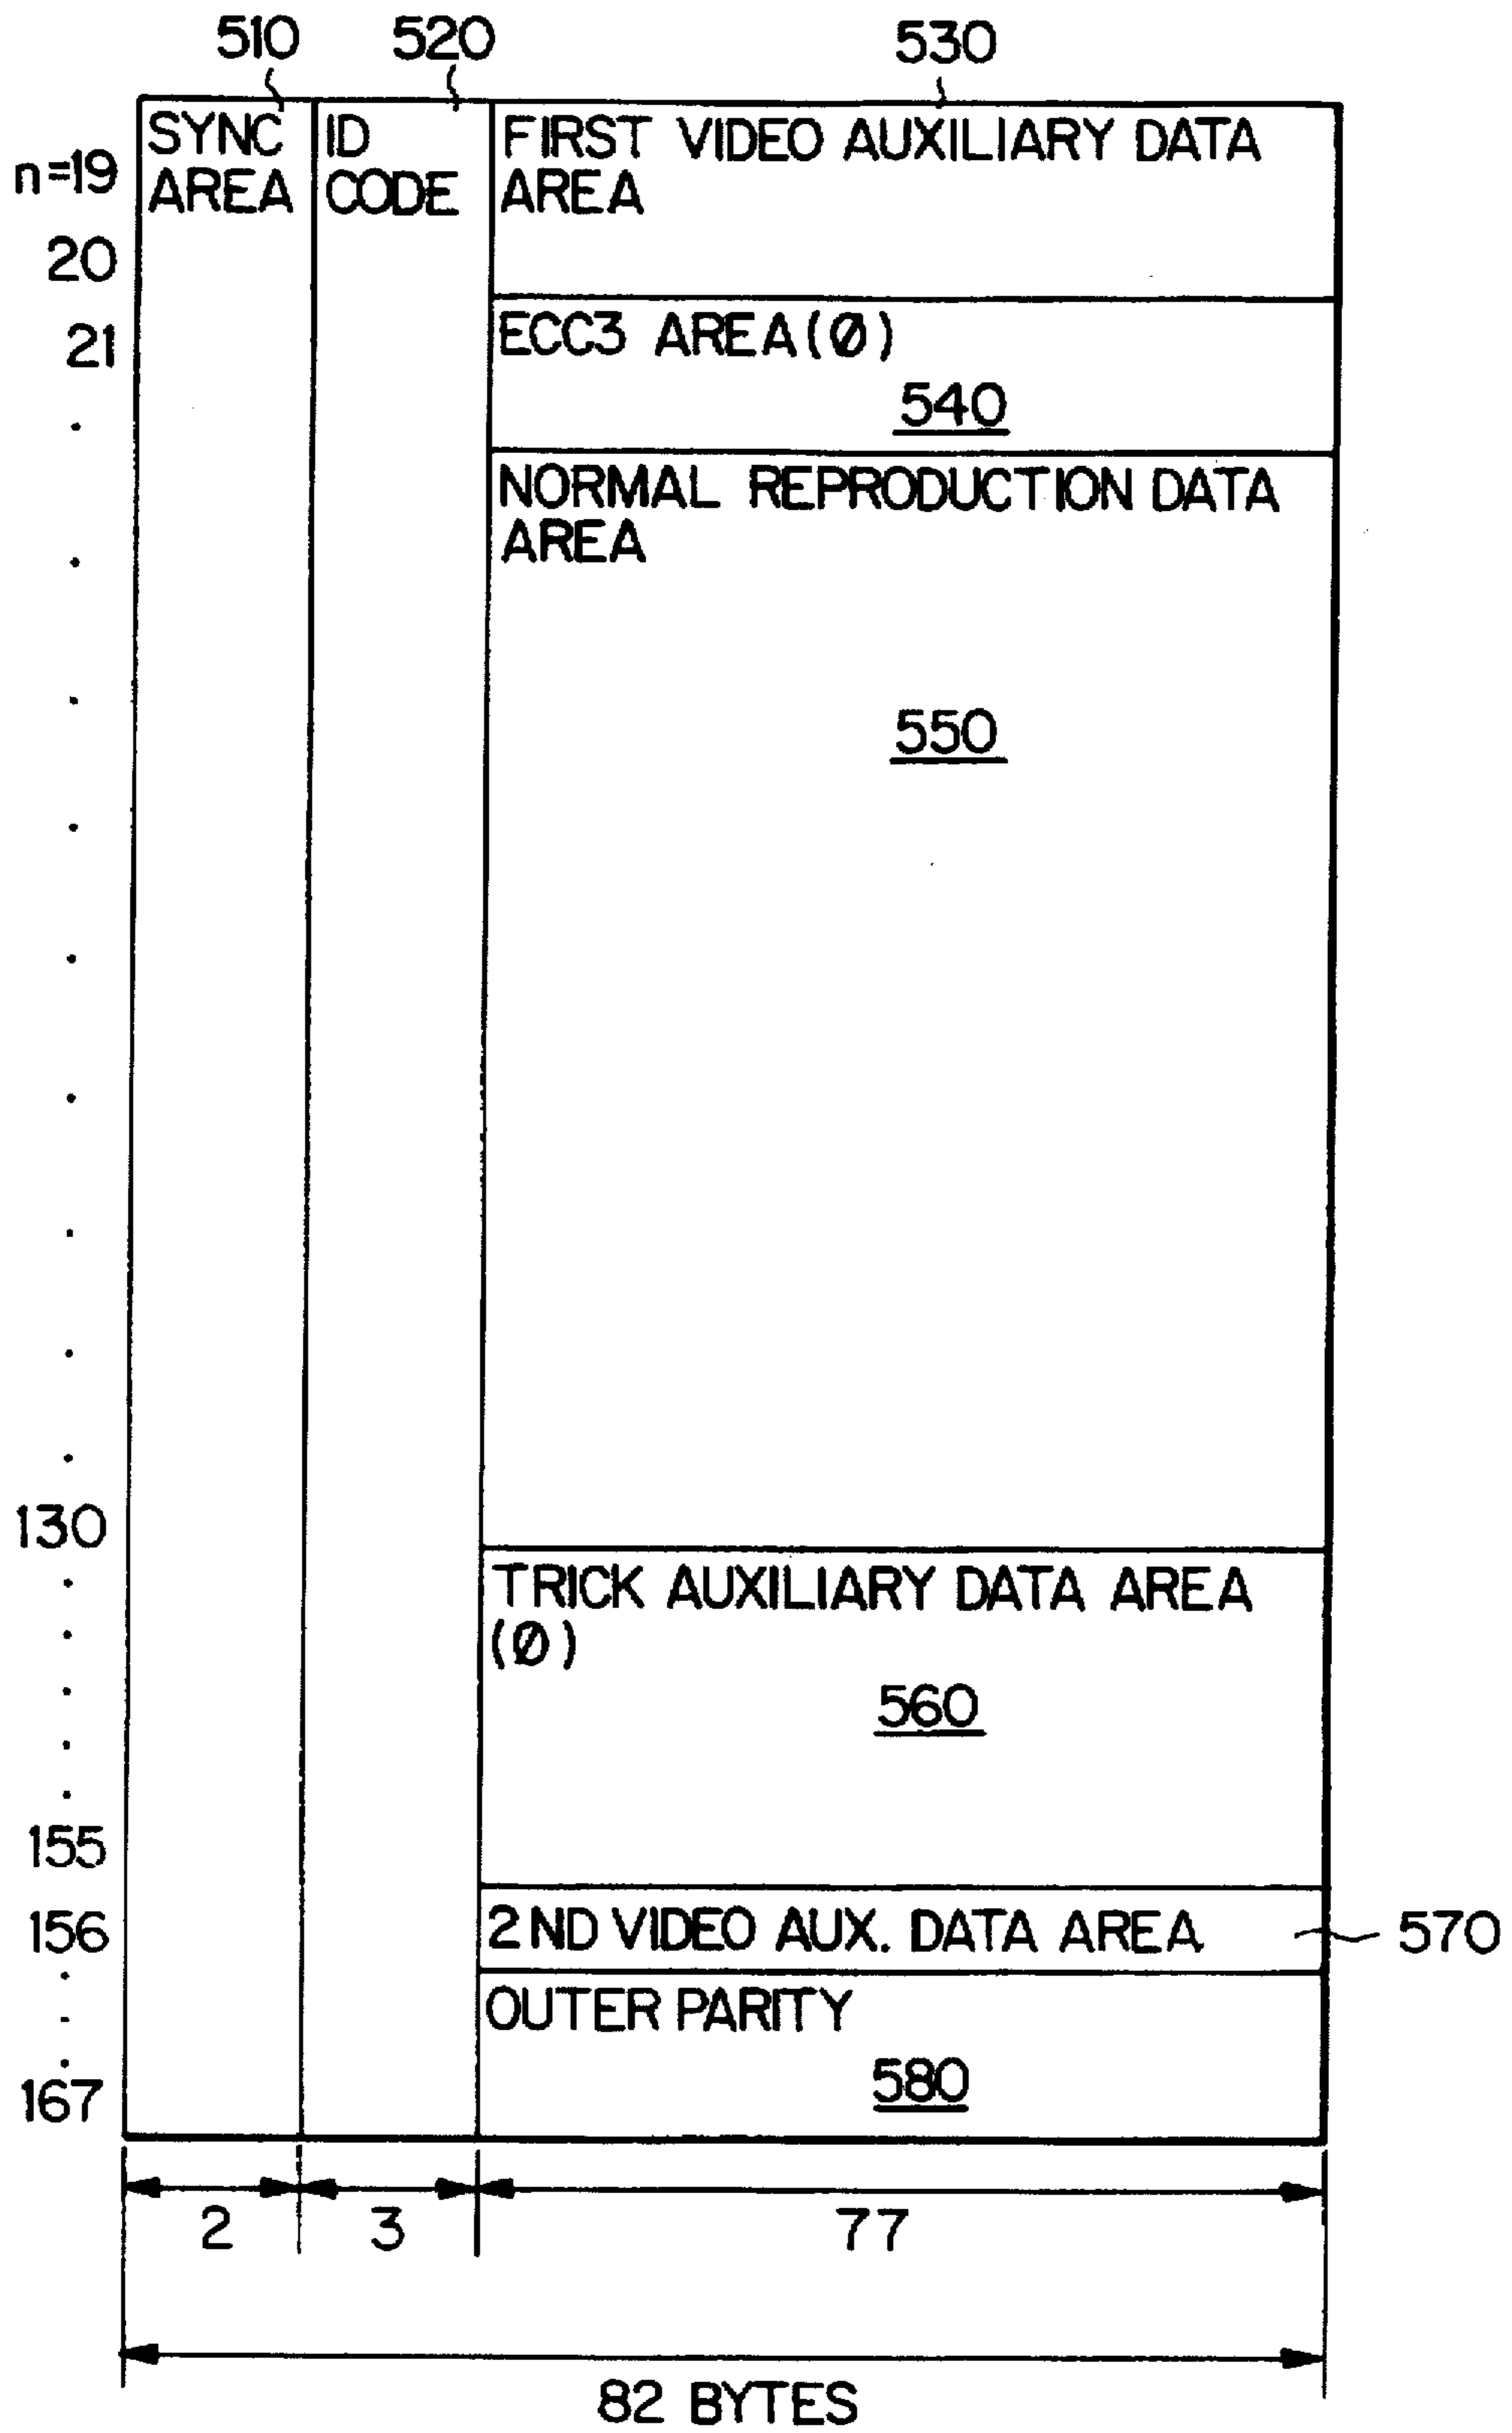 510 520 530
SYNC AREA
ID CODE
FIRST VIDEO AUXILIARY DATA
AREA
n=19
20
21
ECC3 AREA(Ø)
540
NORMAL REPRODUCTION DATA
AREA
550
130
TRICK AUXILIARY DATA AREA
(Ø)
560
155
156
2ND VIDEO AUX. DATA AREA
570
OUTER PARITY
580
167
2 3 77
82 BYTES